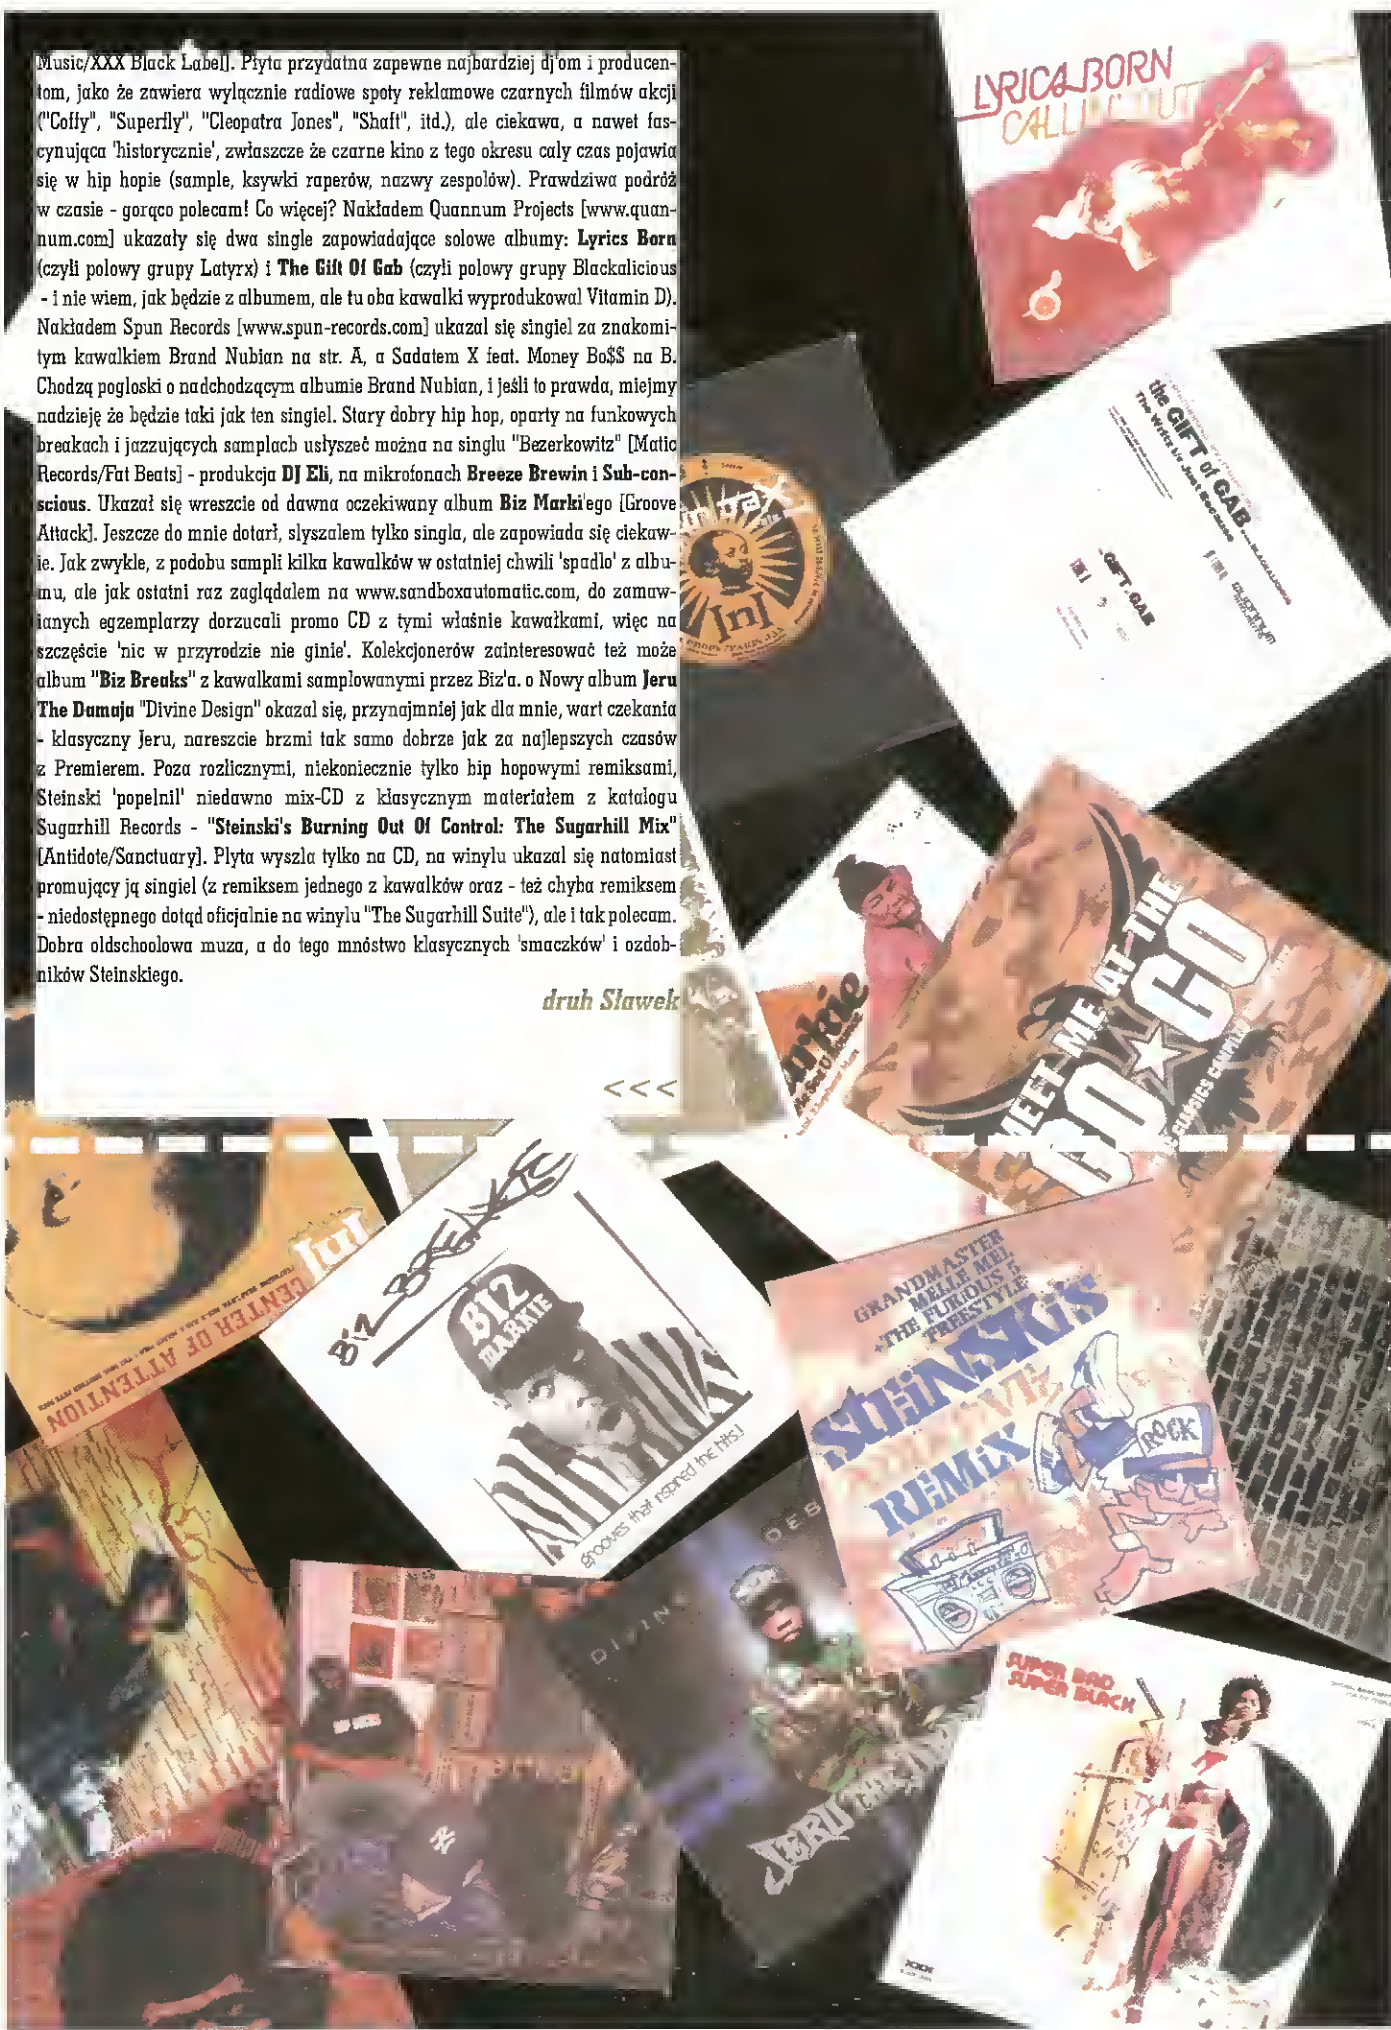 Music/XXX Black Label]. Płyta przydatna zapewne najbardziej dj'om i producen-
tom, jako że zawiera wyłącznie radiowe spoty reklamowe czarnych filmów akcji
("Coffy", "Superfly", "Cleopatra Jones", "Shaft", itd.), ale ciekawa, a nawet fas-
cynująca 'historycznie', zwłaszcze że czarne kino z tego okresu cały czas pojawia
się w hip hopie (sample, ksywki raperów, nazwy zespołów). Prawdziwa podróż
w czasie - gorąco polecam! Co więcej? Nakładem Quannum Projects [www.quan-
num.com] ukazały się dwa single zapowiadające solowe albumy: Lyrics Born
(czyli połowy grupy Latyrx) i The Gift Of Gab (czyli połowy grupy Blackalicious
- i nie wiem, jak będzie z albumem, ale tu oba kawałki wyprodukował Vitamin D).
Nakładem Spun Records [www.spun-records.com] ukazał się singiel za znakomi-
tym kawałkiem Brand Nubian na str. A, a Sadatem X feat. Money Bo$$ na B.
Chodzą pogłoski o nadchodzącym albumie Brand Nubian, i jeśli to prawda, miejmy
nadzieję że będzie taki jak ten singiel. Stary dobry hip hop, oparty na funkowych
breakach i jazzujących samplach usłyszeć można na singlu "Bezerkowitz" [Matic
Records/Fat Beats] - produkcja DJ Eli, na mikrofonach Breeze Brewin i Sub-con-
scious. Ukazał się wreszcie od dawna oczekiwany album Biz Marki'ego [Groove
Attack]. Jeszcze do mnie dotarł, słyszałem tylko singla, ale zapowiada się ciekaw-
ie. Jak zwykle, z podobu sampli kilka kawałków w ostatniej chwili 'spadło' z albu-
mu, ale jak ostatni raz zaglądałem na www.sandboxautomatic.com, do zamaw-
ianych egzemplarzy dorzucali promo CD z tymi właśnie kawałkami, więc na
szczęście 'nic w przyrodzie nie ginie'. Kolekcjonerów zainteresować też może
album "Biz Breaks" z kawałkami samplowanymi przez Biz'a. o Nowy album Jeru
The Damaja "Divine Design" okazał się, przynajmniej jak dla mnie, wart czekania
- klasyczny Jeru, nareszcie brzmi tak samo dobrze jak za najlepszych czasów
z Premierem. Poza rozlicznymi, niekoniecznie tylko hip hopowymi remiksami,
Steinski 'popełnił' niedawno mix-CD z klasycznym materiałem z katalogu
Sugarhill Records - "Steinski's Burning Out Of Control: The Sugarhill Mix"
[Antidote/Sanctuary]. Płyta wyszła tylko na CD, na winylu ukazał się natomiast
promujący ją singiel (z remiksem jednego z kawałków oraz - też chyba remiksem
- niedostępnego dotąd oficjalnie na winylu "The Sugarhill Suite"), ale i tak polecam.
Dobra oldschoolowa muza, a do tego mnóstwo klasycznych 'smaczków' i ozdob-
ników Steinskiego.
druh Sławek
<<<
LYRICS BORN
the GIFT of GAB
GIFT of GAB
InI
MEET ME AT THE
GO GO
InI
CENTER OF ATTENTION
BIZ BREAKS
BIZ
MARKIE
grooves that inspired the hits!
GRANDMASTER
MELLE MEL
+THE FURIOUS 5
FREESTYLE
STEINSKI'S
REMIX
ROCK
JERU
SUPER BAD
SUPER BLACK
XXX